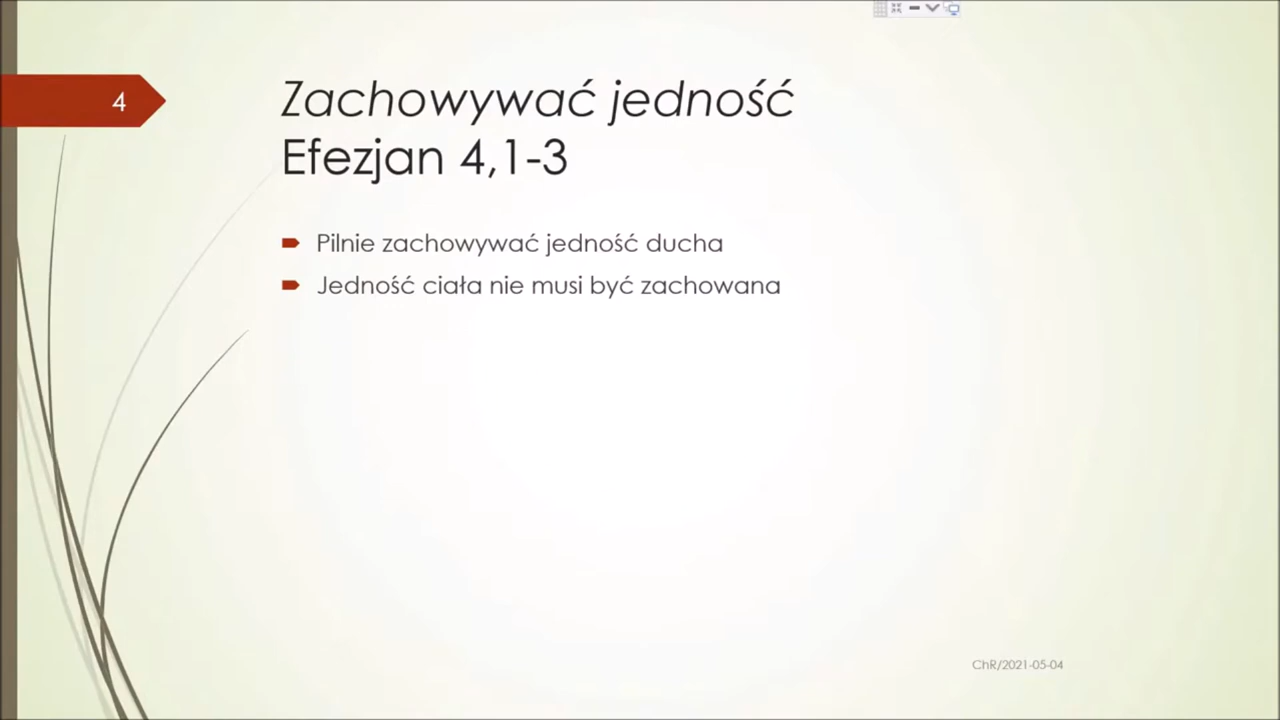 4
Zachowywać jedność
Efezjan 4,1-3
Pilnie zachowywać jedność ducha
Jedność ciała nie musi być zachowana
ChR/2021-05-04